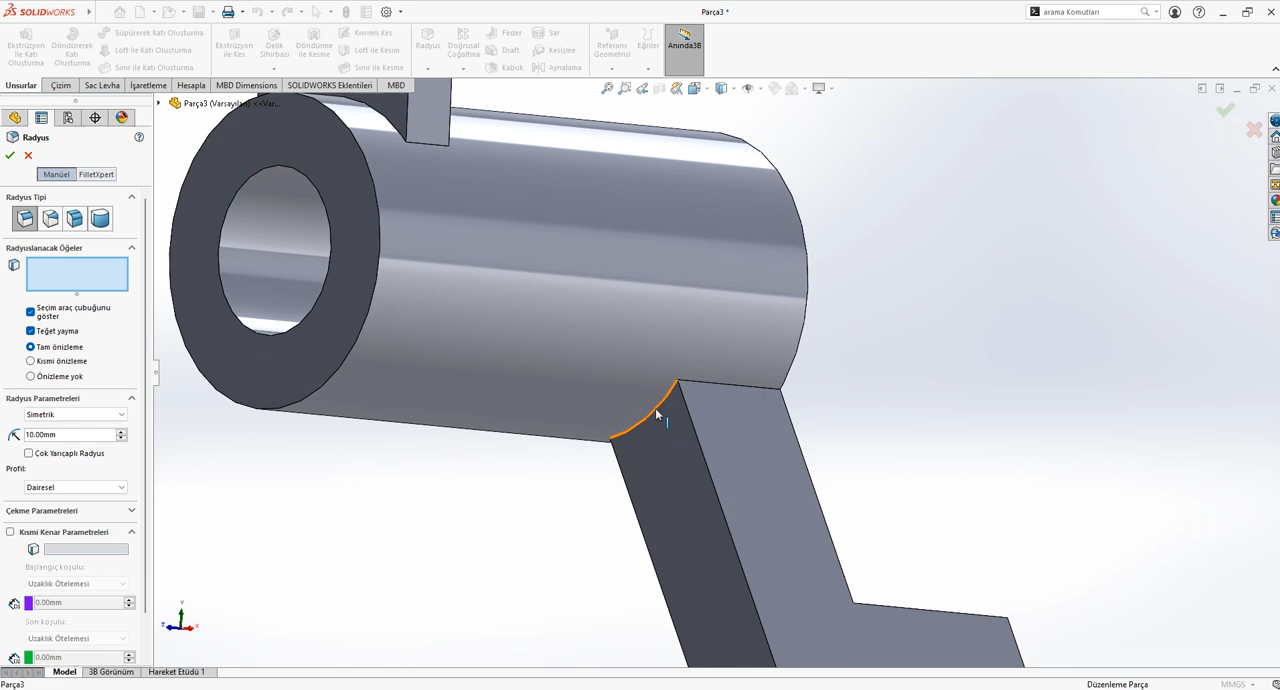 SOLIDWORKS
Parça3 *
arama Komutları
Ekstrüzyon ile Katı Oluşturma
Döndürerek Katı Oluşturma
Süpürerek Katı Oluşturma
Loft ile Katı Oluşturma
Sınır ile Katı Oluşturma
Ekstrüzyon ile Kes
Delik Sihirbazı
Döndürme ile Kesme
Kıvrımlı Kes
Loft ile Kesim
Sınır ile Kesme
Radyus
Doğrusal Çoğaltma
Feder
Draft
Kabuk
Sar
Kesişme
Aynalama
Referans Geometrisi
Eğriler
Anında3B
Unsurlar
Çizim
Sac Levha
İşaretleme
Hesapla
MBD Dimensions
SOLIDWORKS Eklentileri
MBD
Parça3 (Varsayılan) <<Var...
Radyus
Manüel
FilletXpert
Radyus Tipi
Radyuslanacak Öğeler
Seçim araç çubuğunu
göster
Teğet yayma
Tam önizleme
Kısmi önizleme
Önizleme yok
Radyus Parametreleri
Simetrik
10.00mm
Çok Yarıçaplı Radyus
Profil:
Dairesel
Çekme Parametreleri
Kısmi Kenar Parametreleri
Başlangıç koşulu:
Uzaklık Ötelemesi
0.00mm
Son koşulu:
Uzaklık Ötelemesi
0.00mm
Y
Z
X
Model
3B Görünüm
Hareket Etüdü 1
Parça3
Düzenleme Parça
MMGS